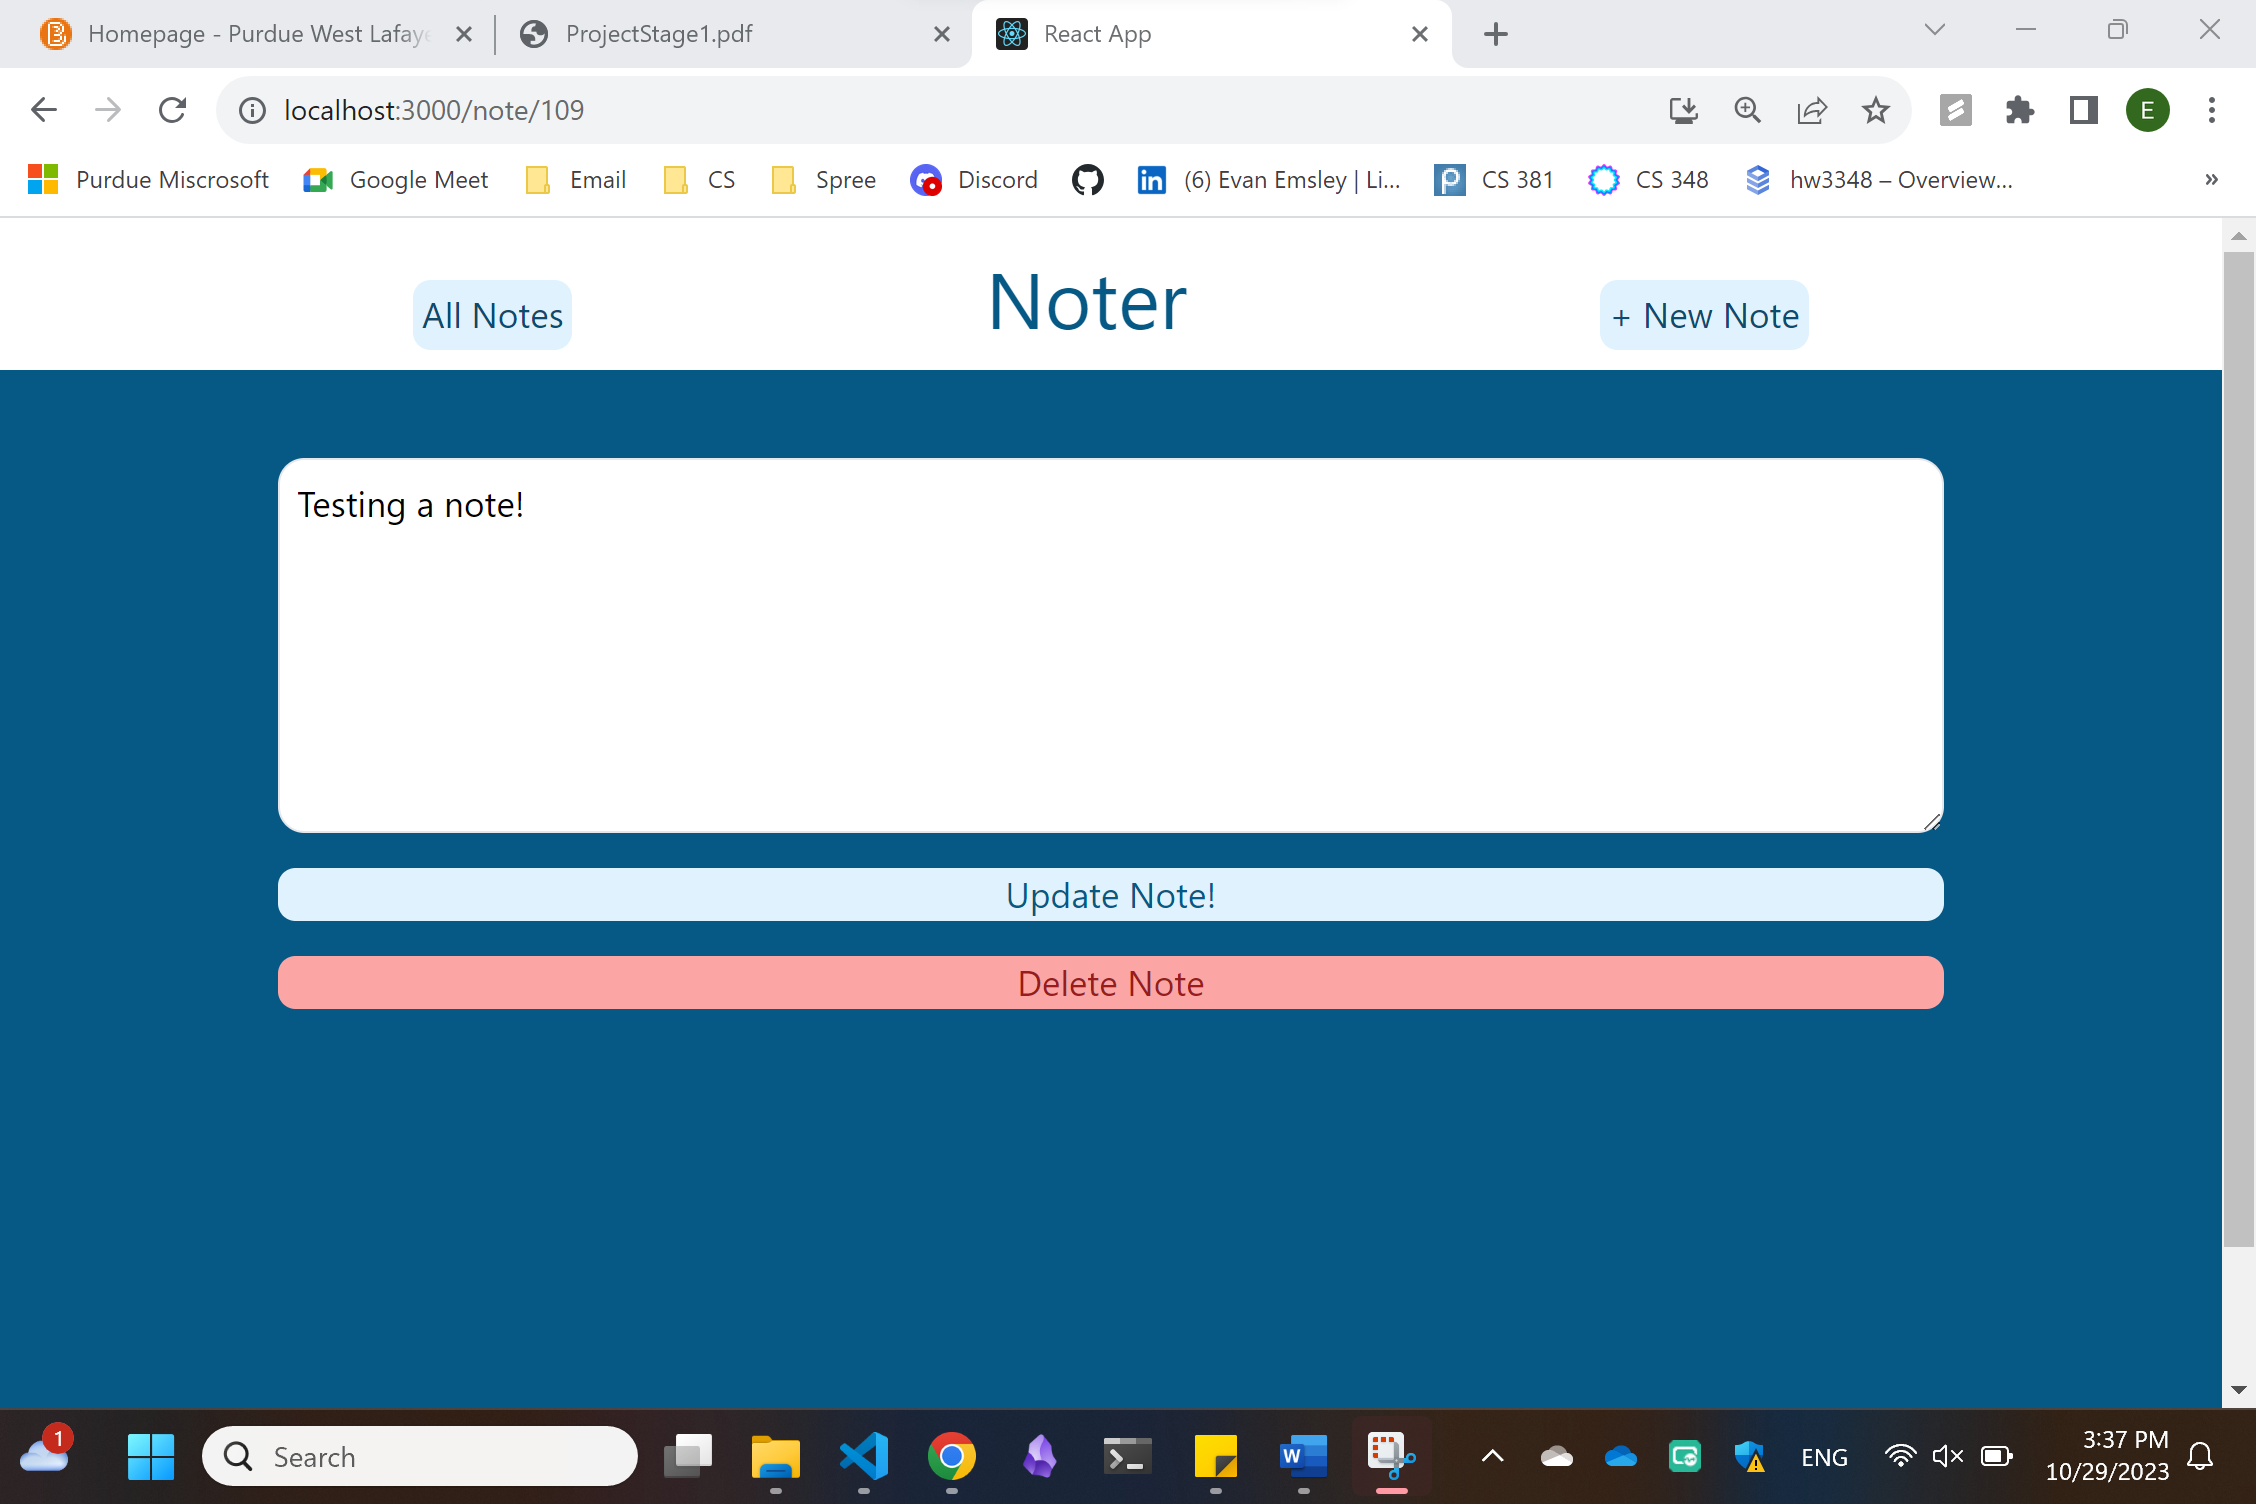 Homepage - Purdue West Lafaye
ProjectStage1.pdf
React App
localhost:3000/note/109
E
Purdue Miscrosoft
Google Meet
Email
CS
Spree
Discord
(6) Evan Emsley | Li...
CS 381
CS 348
hw3348 – Overview...
»
All Notes
Noter
+ New Note
Testing a note!
Update Note!
Delete Note
1
Search
ENG
3:37 PM
10/29/2023